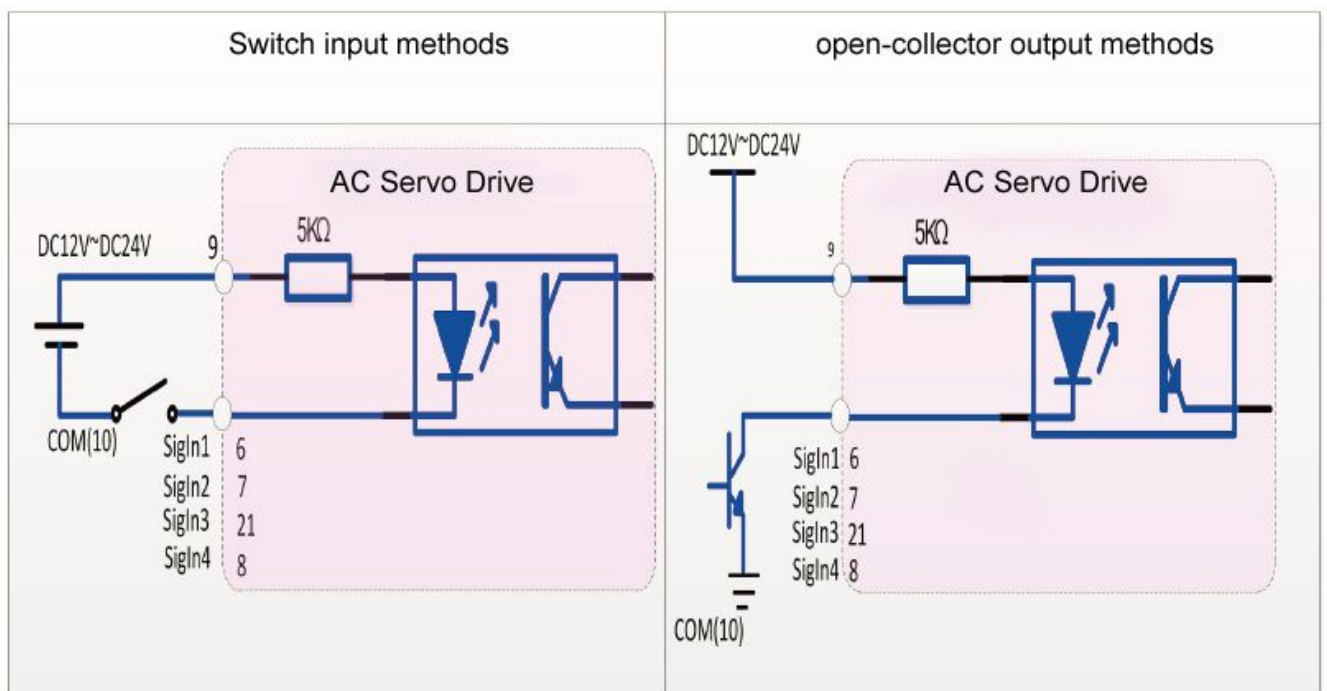 Switch input methods
open-collector output methods
DC12V~DC24V
9
5KΩ
AC Servo Drive
COM(10)
SigIn1 6
SigIn2 7
SigIn3 21
SigIn4 8
DC12V~DC24V
9
5KΩ
AC Servo Drive
SigIn1 6
SigIn2 7
SigIn3 21
SigIn4 8
COM(10)